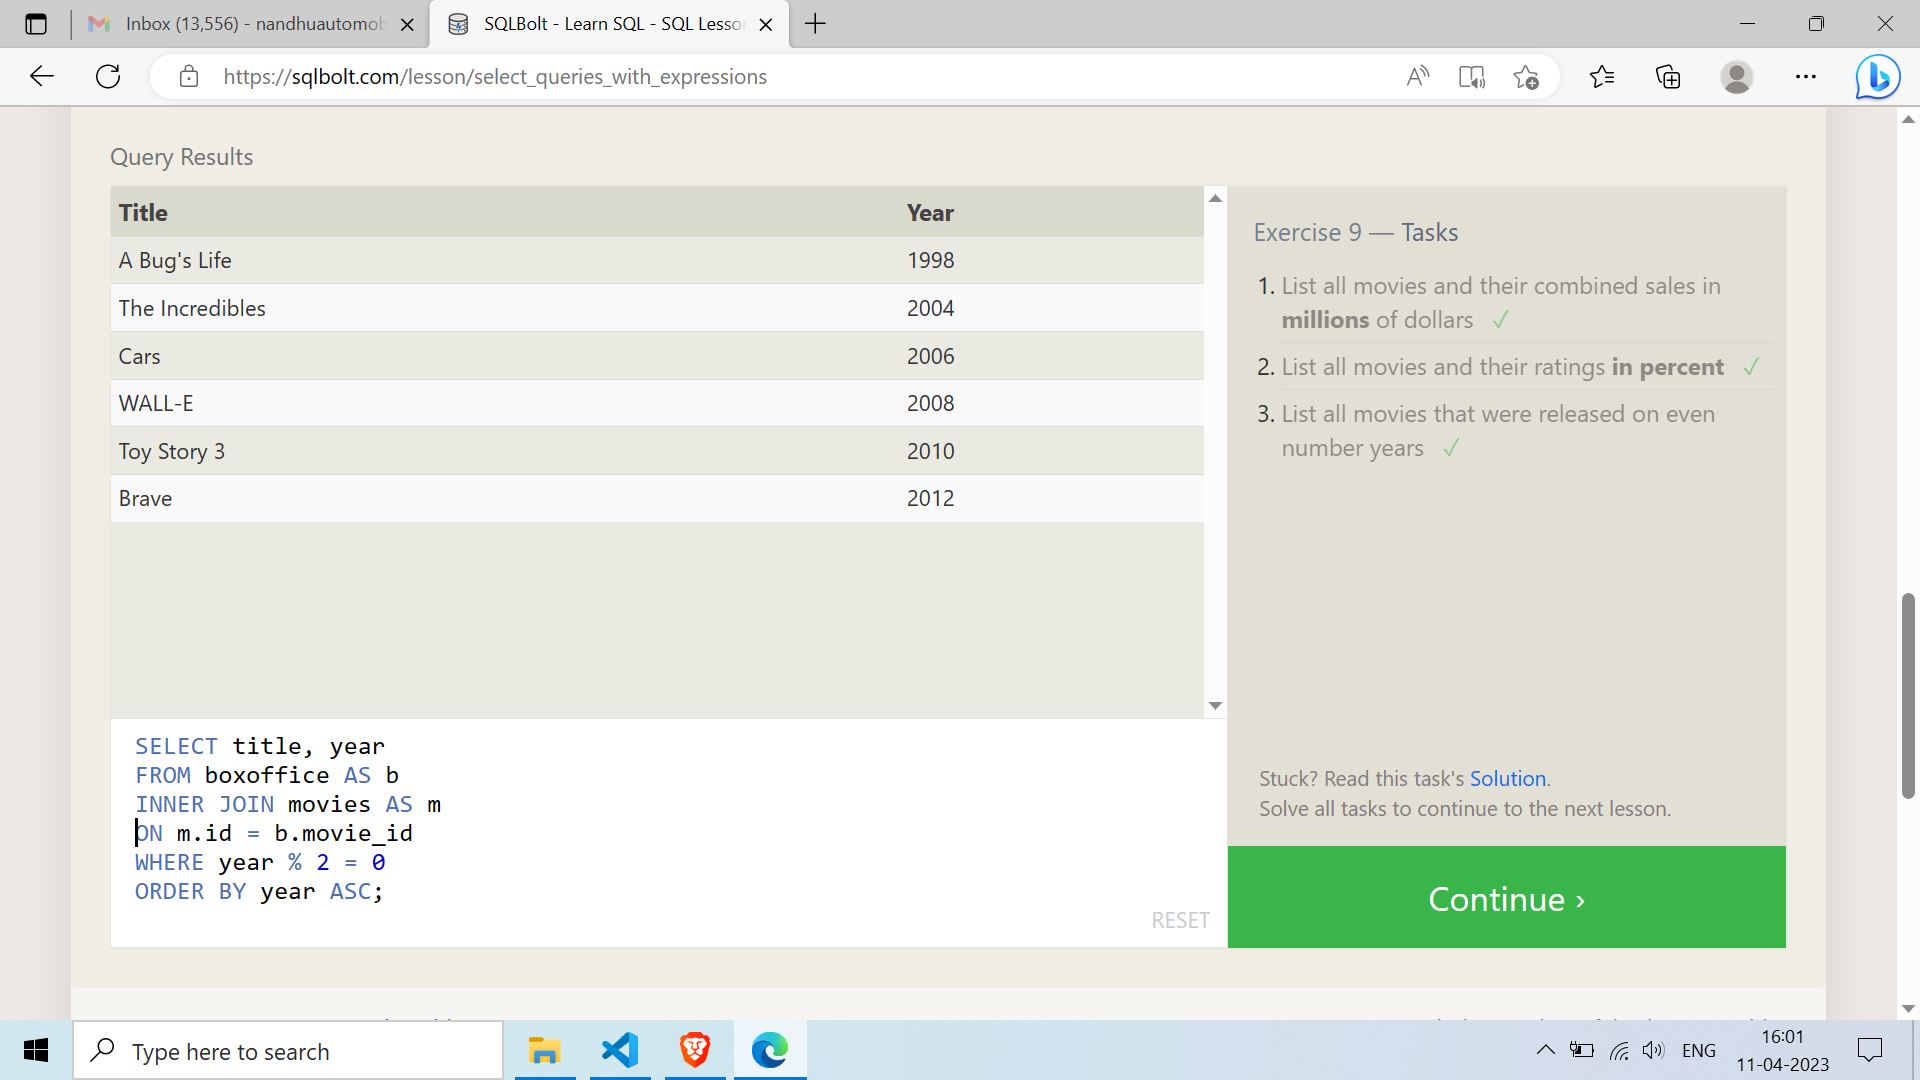 Inbox (13,556) - nandhuautomob
SQLBolt - Learn SQL - SQL Lesso
https://sqlbolt.com/lesson/select_queries_with_expressions
Query Results
Title Year
A Bug's Life 1998
The Incredibles 2004
Cars 2006
WALL-E 2008
Toy Story 3 2010
Brave 2012
Exercise 9 — Tasks
1. List all movies and their combined sales in
millions of dollars ✓
2. List all movies and their ratings in percent ✓
3. List all movies that were released on even
number years ✓
Stuck? Read this task's Solution.
Solve all tasks to continue to the next lesson.
Continue ›
SELECT title, year
FROM boxoffice AS b
INNER JOIN movies AS m
ON m.id = b.movie_id
WHERE year % 2 = 0
ORDER BY year ASC;
RESET
Type here to search
ENG
16:01
11-04-2023